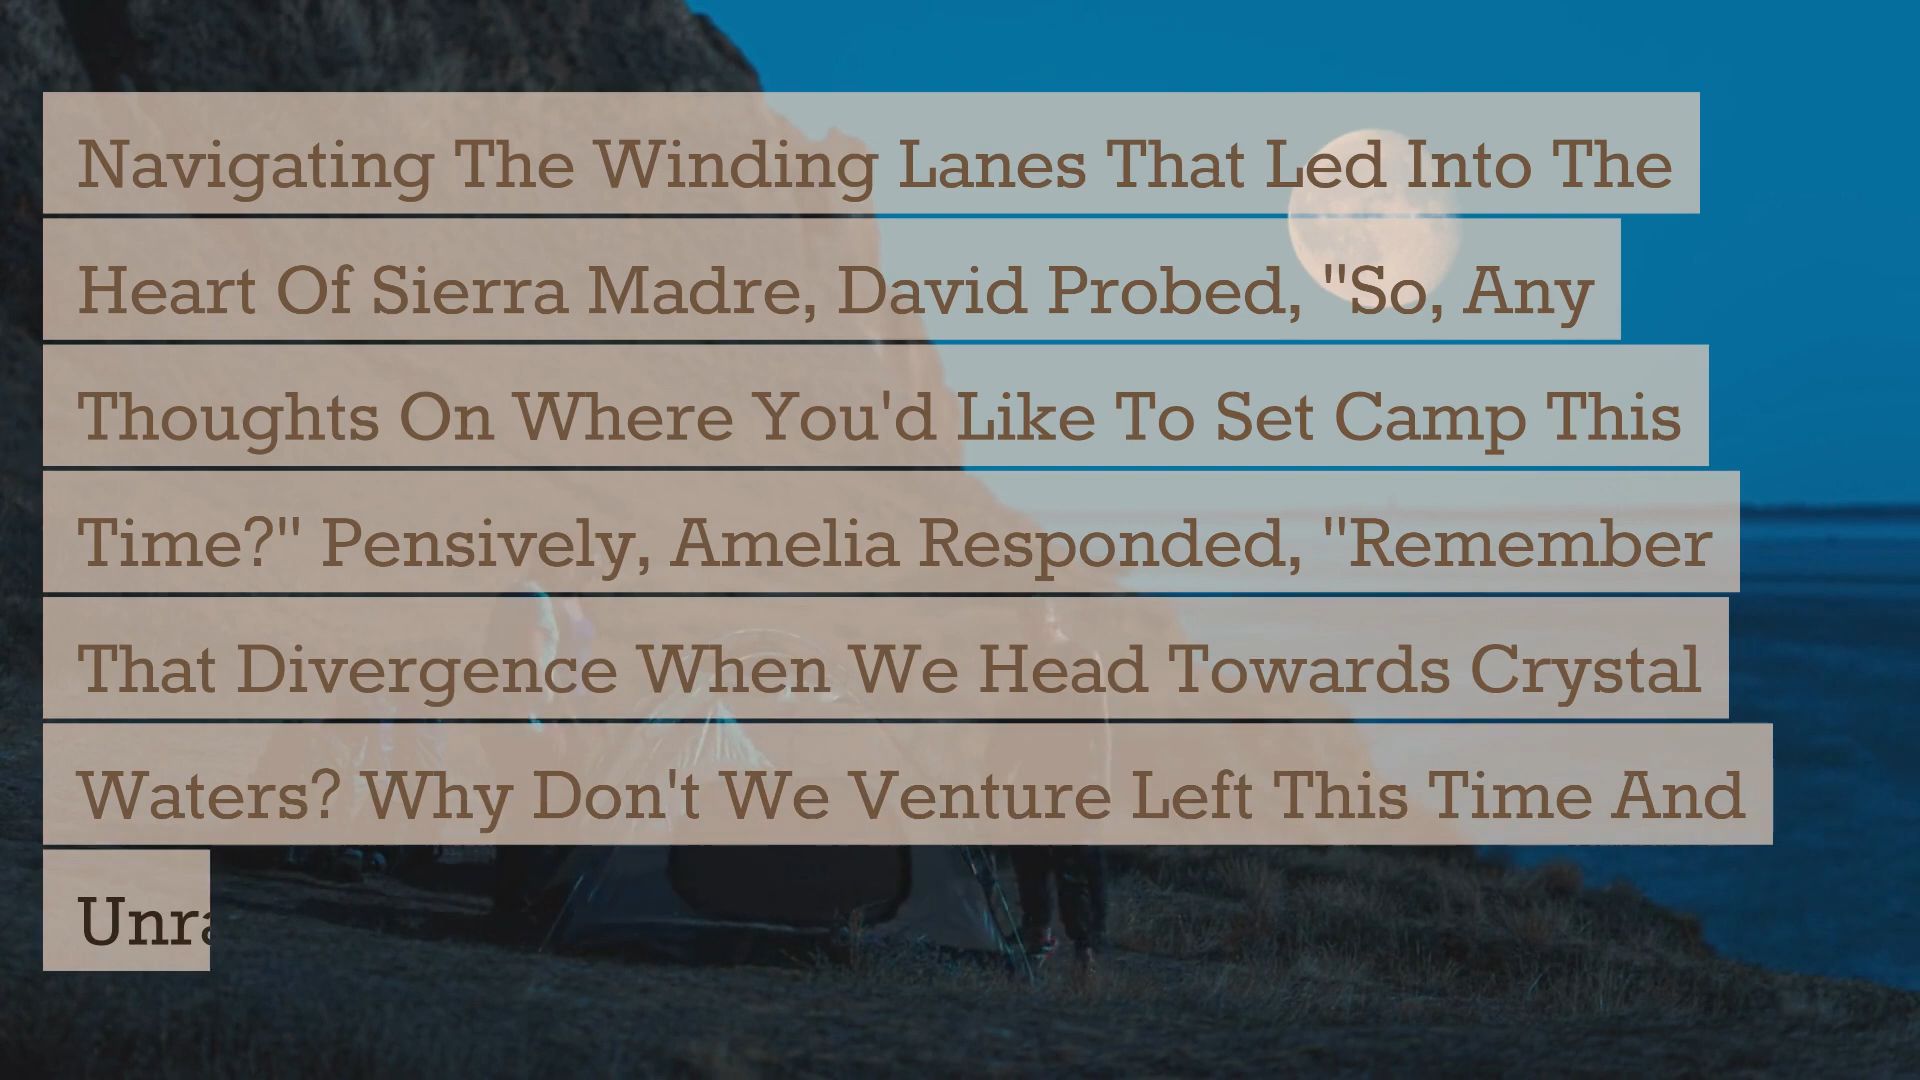 Navigating The Winding Lanes That Led Into The
Heart Of Sierra Madre, David Probed, "So, Any
Thoughts On Where You'd Like To Set Camp This
Time?" Pensively, Amelia Responded, "Remember
That Divergence When We Head Towards Crystal
Waters? Why Don't We Venture Left This Time And